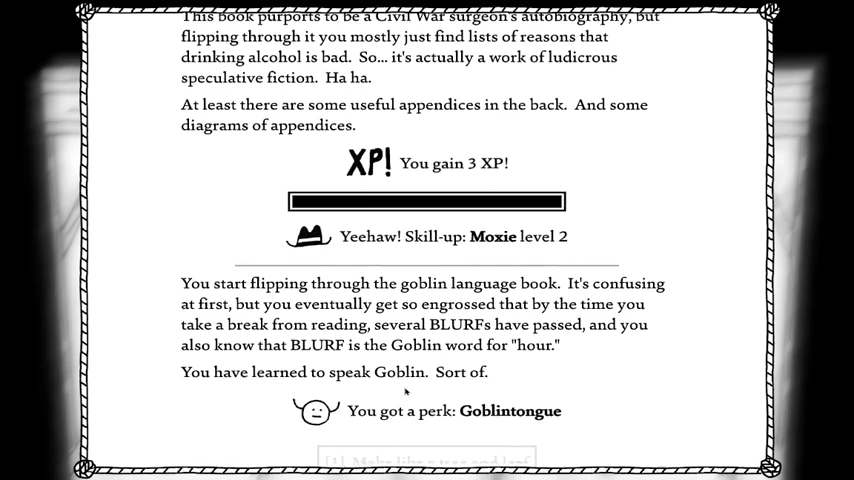 This book purports to be a Civil War surgeon's autobiography, but
flipping through it you mostly just find lists of reasons that
drinking alcohol is bad. So... it's actually a work of ludicrous
speculative fiction. Ha ha.
At least there are some useful appendices in the back. And some
diagrams of appendices.
XP! You gain 3 XP!
Yeehaw! Skill-up: Moxie level 2
You start flipping through the goblin language book. It's confusing
at first, but you eventually get so engrossed that by the time you
take a break from reading, several BLURFs have passed, and you
also know that BLURF is the Goblin word for "hour."
You have learned to speak Goblin. Sort of.
You got a perk: Goblintongue
[1] Make like a tree and leaf